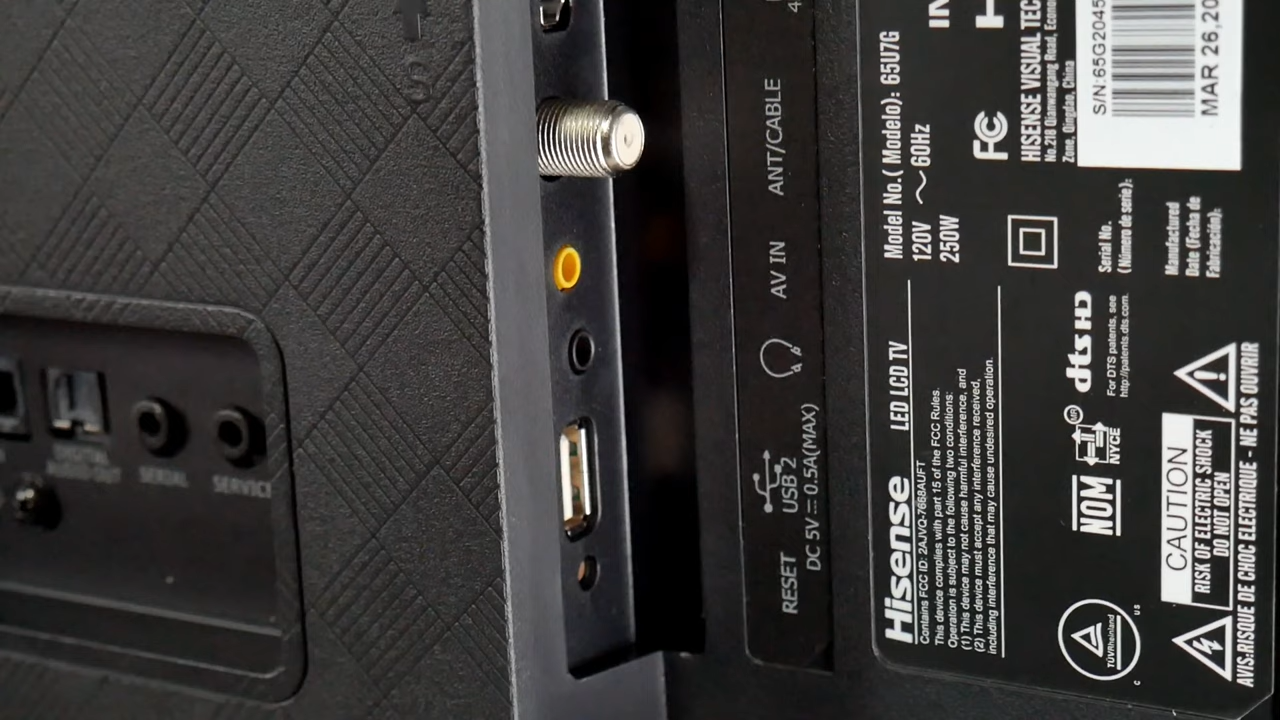 DIGITAL
AUDIO OUT
SERIAL
SERVICE
ANT/CABLE
AV IN
USB 2
DC 5V ⎓ 0.5A(MAX)
RESET
Hisense LED LCD TV
Contains FCC ID: 2AJVQ-7668AUFT
This device complies with part 15 of the FCC Rules.
Operation is subject to the following two conditions:
(1) This device may not cause harmful interference, and
(2) This device must accept any interference received,
including interference that may cause undesired operation.
Model No.( Modelo): 65U7G
120V ～ 60Hz
250W
FC
HISENSE VISUAL TEC
No.218 Qianwangang Road, Econo
Zone, Qingdao, China
Serial No.
(Número de serie):
S/N:65G2045
Manufactured
Date (Fecha de
Fabricación):
MAR 26,20
TÜVRheinland
C US
NOM
NYCE
MR
dts HD
For DTS patents, see
http://patents.dts.com.
CAUTION
RISK OF ELECTRIC SHOCK
DO NOT OPEN
AVIS:RISQUE DE CHOC ELECTRIQUE - NE PAS OUVRIR